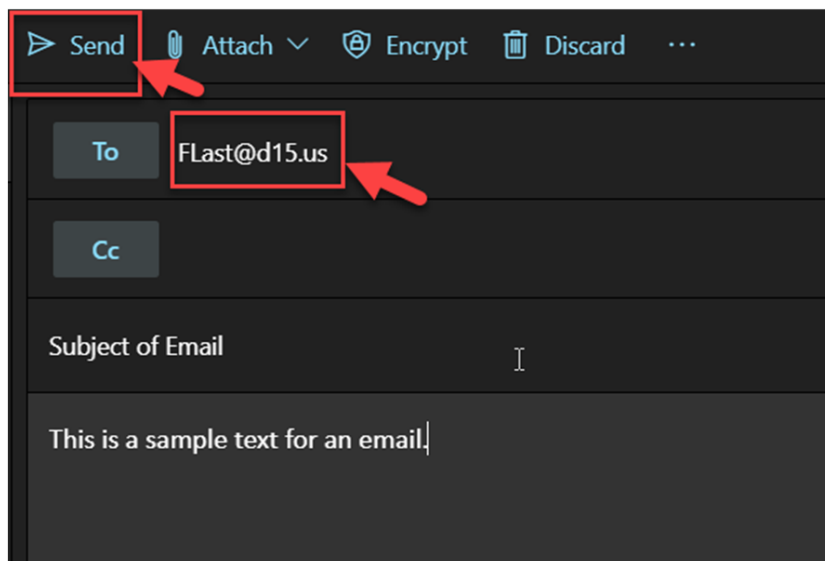 Send Attach Encrypt Discard ...
To FLast@d15.us
Cc
Subject of Email
This is a sample text for an email.